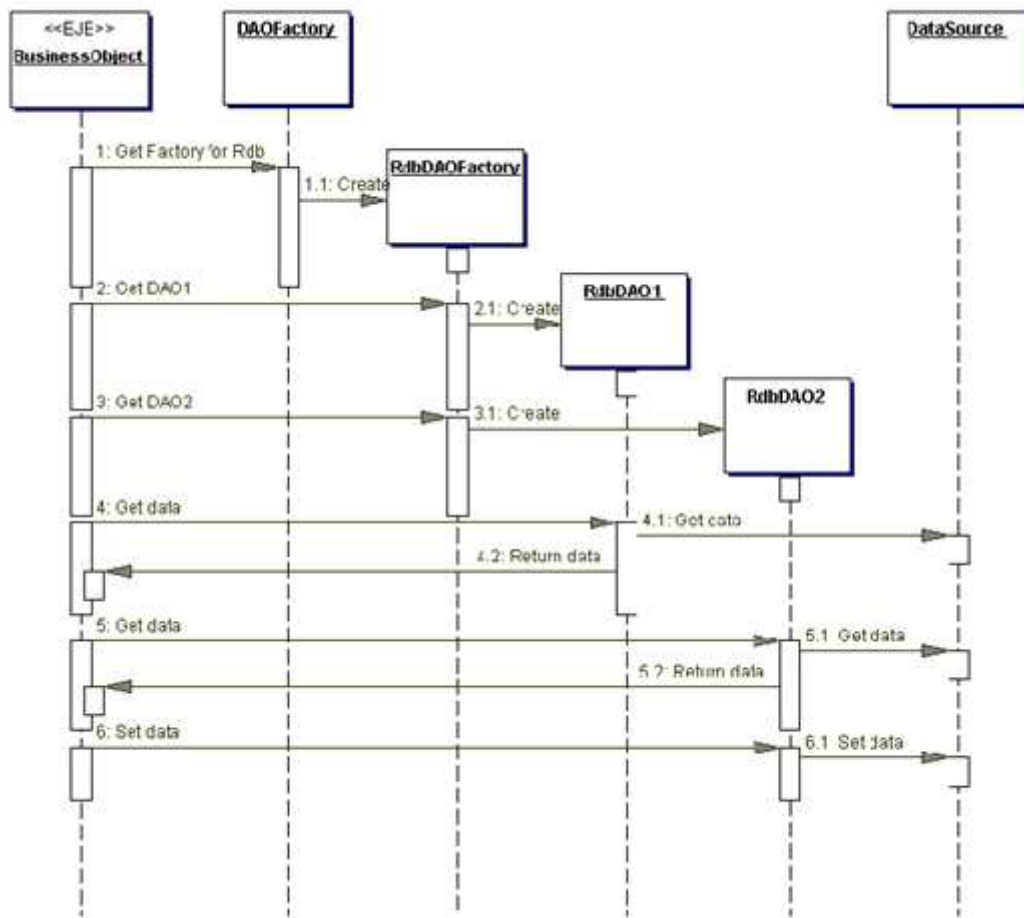 <<EJE>>
BusinessObject
DAOFactory
DataSource
1: Get Factory for Rdb
RdbDAOFactory
1.1: Create
2: Get DAO1
RdbDAO1
2.1: Create
3: Get DAO2
RdbDAO2
3.1: Create
4: Get data
4.1: Get data
4.2: Return data
5: Get data
5.1 Get data
5.2: Return data
6: Set data
6.1 Set data